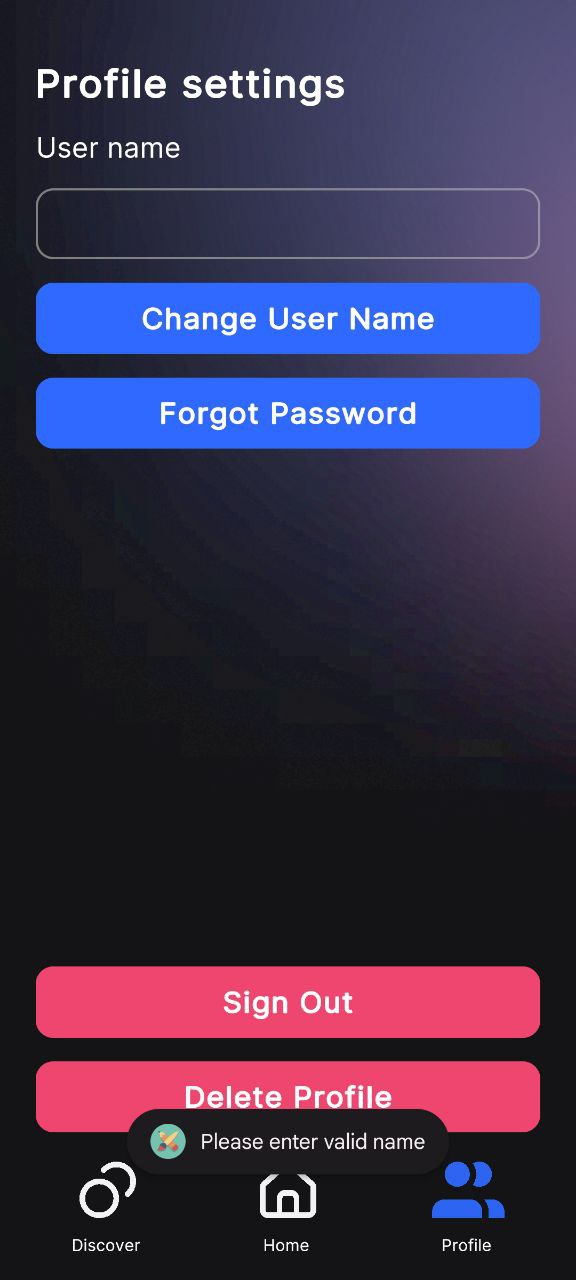 Profile settings
User name
Change User Name
Forgot Password
Sign Out
Delete Profile
Please enter valid name
Discover
Home
Profile